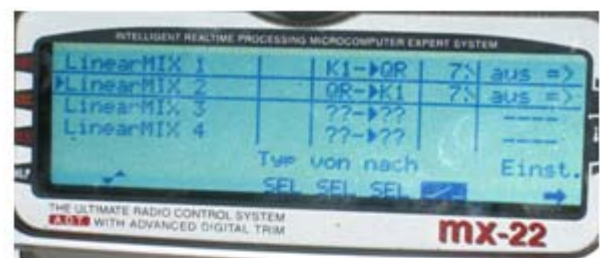 INTELLIGENT REALTIME PROCESSING MICROCOMPUTER EXPERT SYSTEM
LinearMIX 1 K1->QR aus =>
LinearMIX 2 QR->K1 aus =>
LinearMIX 3 ??->?? ----
LinearMIX 4 ??->?? ----
Typ von nach Einst.
SEL SEL SEL
THE ULTIMATE RADIO CONTROL SYSTEM
A.D.T. WITH ADVANCED DIGITAL TRIM
mx-22